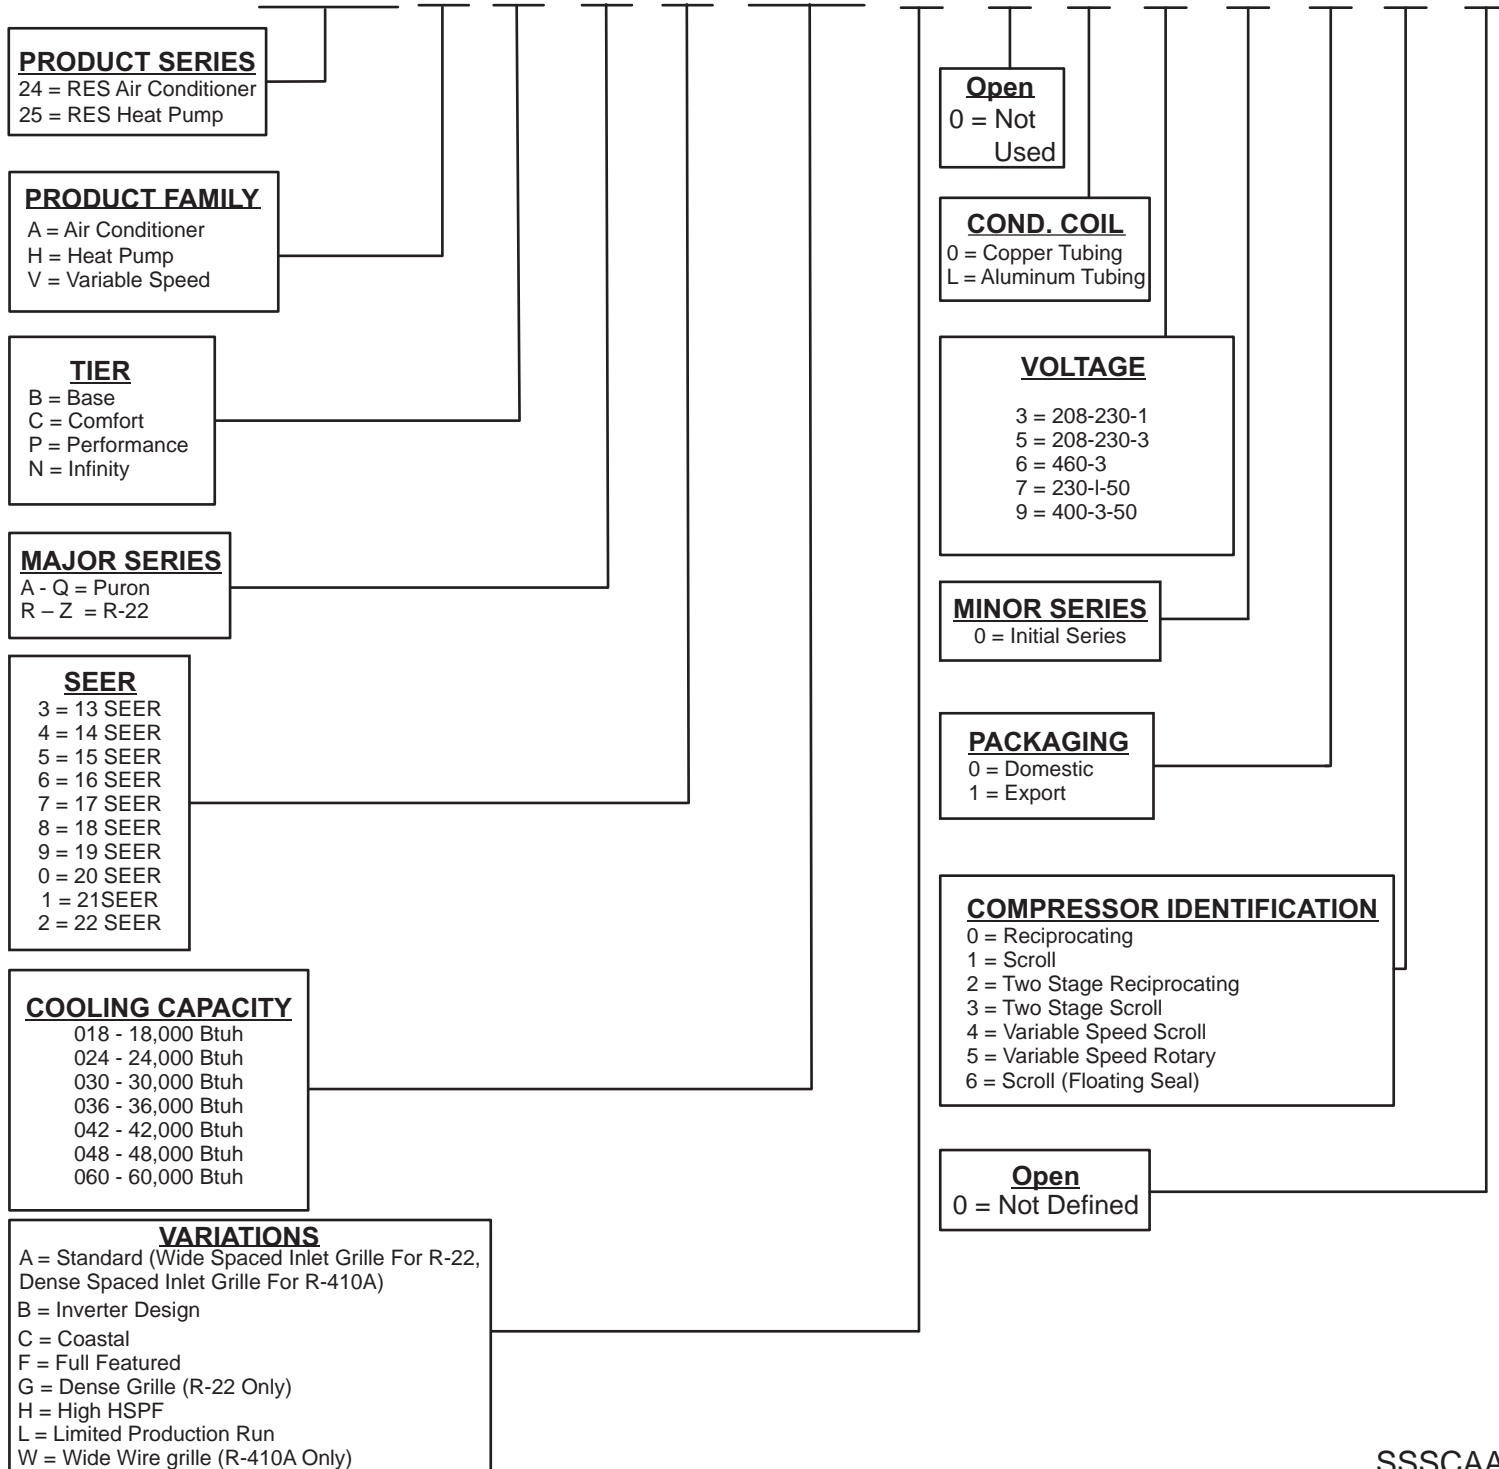 PRODUCT SERIES
24 = RES Air Conditioner
25 = RES Heat Pump
PRODUCT FAMILY
A = Air Conditioner
H = Heat Pump
V = Variable Speed
TIER
B = Base
C = Comfort
P = Performance
N = Infinity
MAJOR SERIES
A - Q = Puron
R – Z = R-22
SEER
3 = 13 SEER
4 = 14 SEER
5 = 15 SEER
6 = 16 SEER
7 = 17 SEER
8 = 18 SEER
9 = 19 SEER
0 = 20 SEER
1 = 21SEER
2 = 22 SEER
COOLING CAPACITY
018 - 18,000 Btuh
024 - 24,000 Btuh
030 - 30,000 Btuh
036 - 36,000 Btuh
042 - 42,000 Btuh
048 - 48,000 Btuh
060 - 60,000 Btuh
VARIATIONS
A = Standard (Wide Spaced Inlet Grille For R-22,
Dense Spaced Inlet Grille For R-410A)
B = Inverter Design
C = Coastal
F = Full Featured
G = Dense Grille (R-22 Only)
H = High HSPF
L = Limited Production Run
W = Wide Wire grille (R-410A Only)
Open
0 = Not
Used
COND. COIL
0 = Copper Tubing
L = Aluminum Tubing
VOLTAGE
3 = 208-230-1
5 = 208-230-3
6 = 460-3
7 = 230-I-50
9 = 400-3-50
MINOR SERIES
0 = Initial Series
PACKAGING
0 = Domestic
1 = Export
COMPRESSOR IDENTIFICATION
0 = Reciprocating
1 = Scroll
2 = Two Stage Reciprocating
3 = Two Stage Scroll
4 = Variable Speed Scroll
5 = Variable Speed Rotary
6 = Scroll (Floating Seal)
Open
0 = Not Defined
SSSCAA